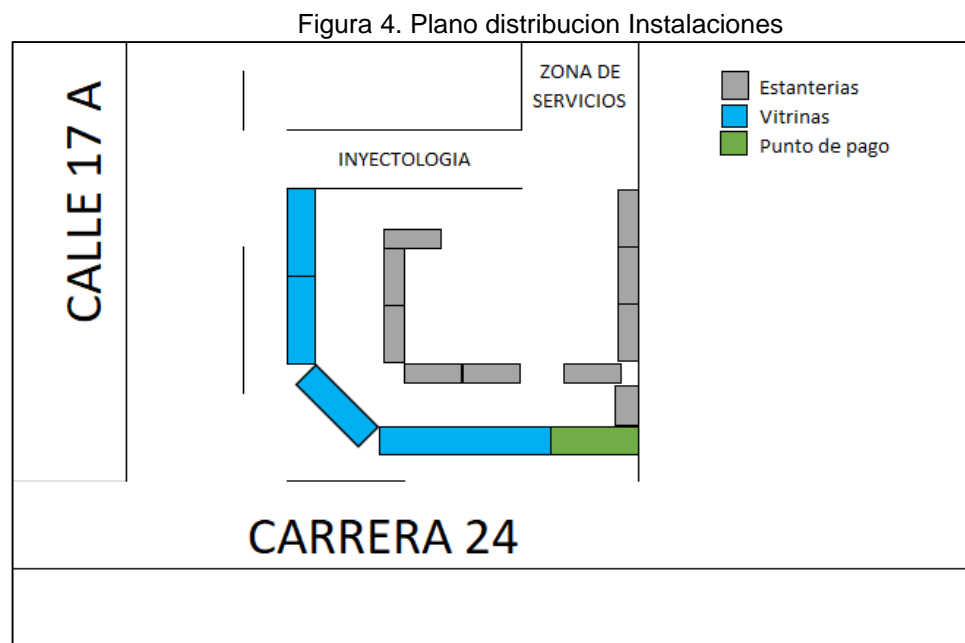 Figura 4. Plano distribucion Instalaciones
CALLE 17 A
ZONA DE
SERVICIOS
INYECTOLOGIA
Estanterias
Vitrinas
Punto de pago
CARRERA 24